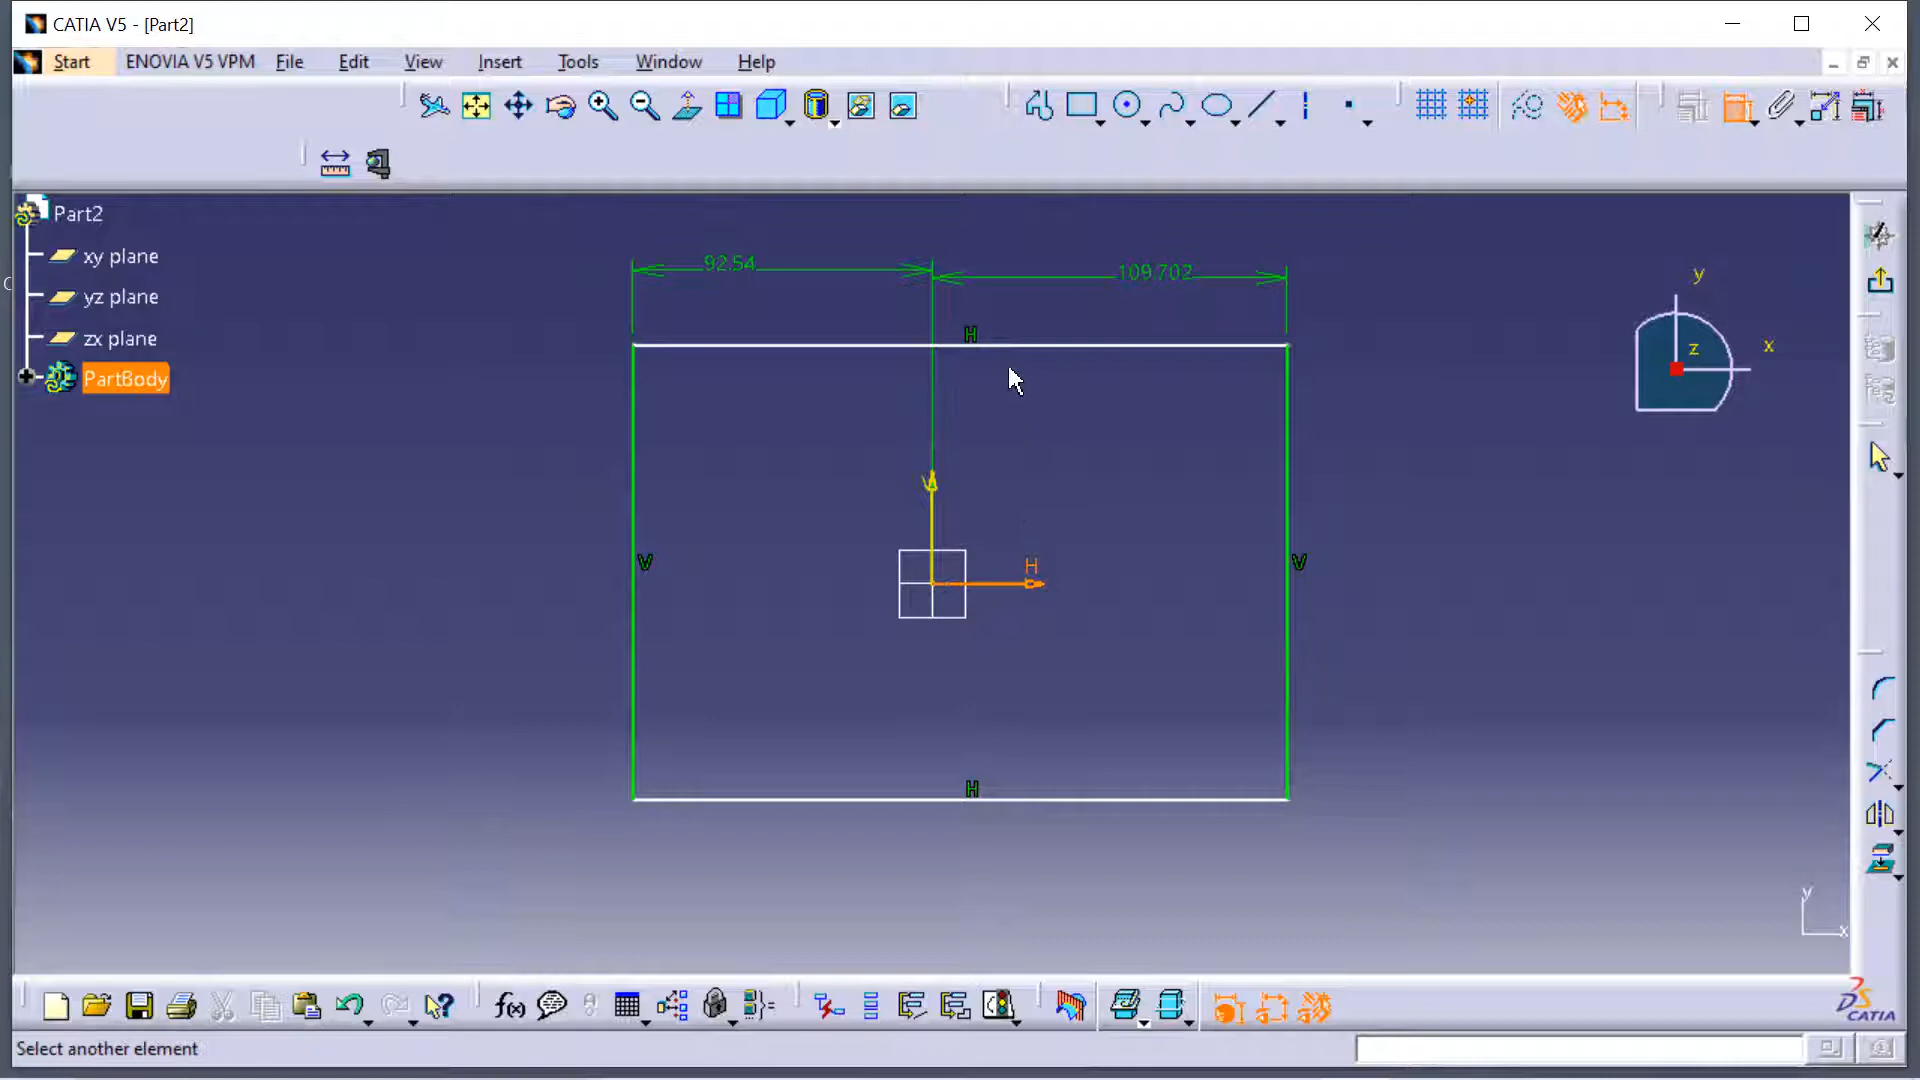 CATIA V5 - [Part2]
Start ENOVIA V5 VPM File Edit View Insert Tools Window Help
Part2
xy plane
yz plane
zx plane
PartBody
92.54
109.702
H
V
V
V
H
H
y
z
x
y
x
f(x)
?
DS
CATIA
Select another element